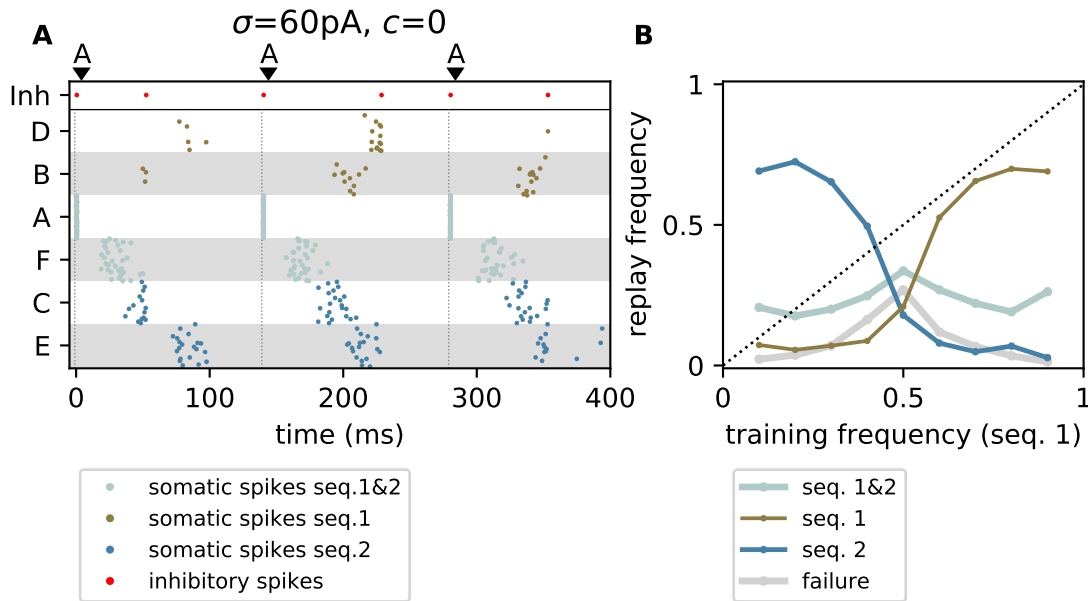 A
σ=60pA, c=0
B
A
A
A
Inh
D
B
A
F
C
E
0
100
200
300
400
time (ms)
1
0.5
0
replay frequency
0
0.5
1
training frequency (seq. 1)
somatic spikes seq.1&2
somatic spikes seq.1
somatic spikes seq.2
inhibitory spikes
seq. 1&2
seq. 1
seq. 2
failure